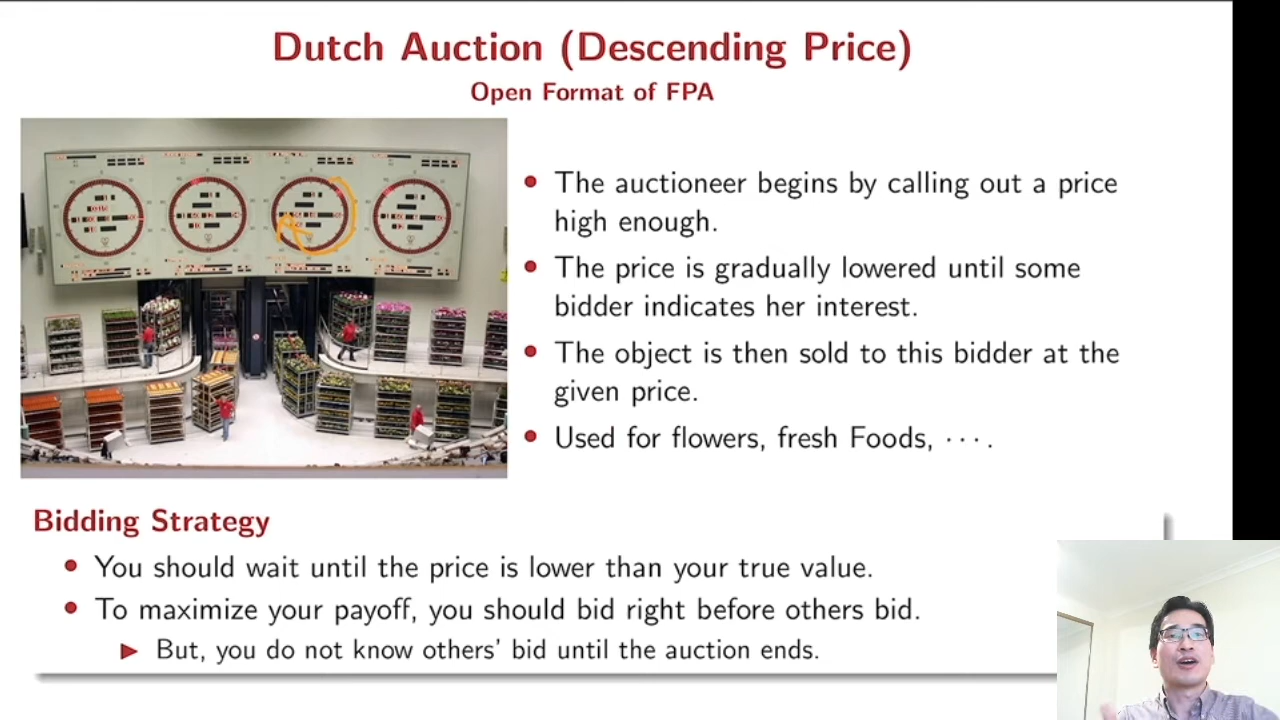 Dutch Auction (Descending Price)
Open Format of FPA
• The auctioneer begins by calling out a price
high enough.
• The price is gradually lowered until some
bidder indicates her interest.
• The object is then sold to this bidder at the
given price.
• Used for flowers, fresh Foods, · · · .
Bidding Strategy
• You should wait until the price is lower than your true value.
• To maximize your payoff, you should bid right before others bid.
▶ But, you do not know others' bid until the auction ends.